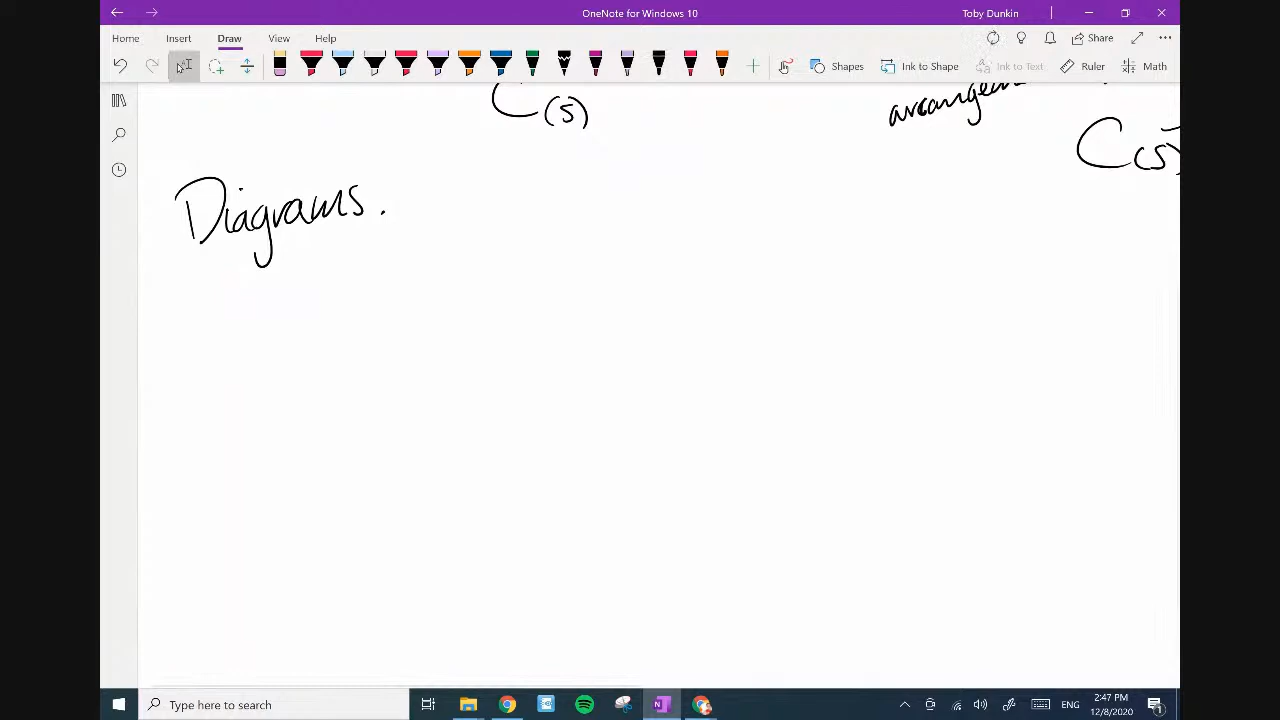 OneNote for Windows 10
Toby Dunkin
Home Insert Draw View Help
Share
Shapes Ink to Shape Ink to Text Ruler Math
C(s)
C(s)
Diagrams.
Type here to search
ENG
2:47 PM
12/8/2020
1